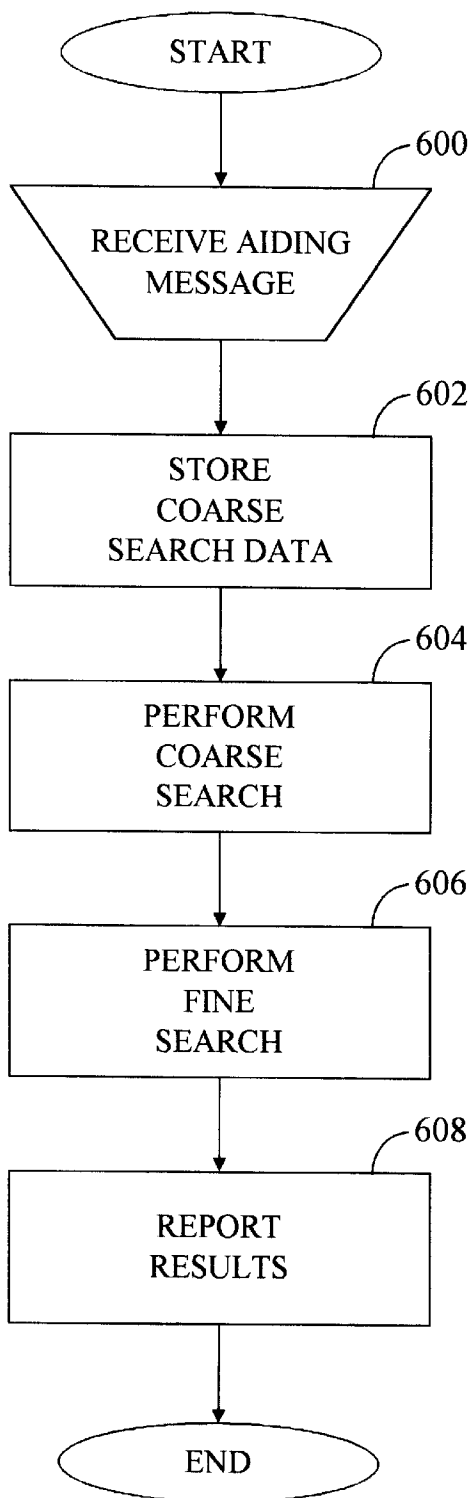 START
600
RECEIVE AIDING
MESSAGE
602
STORE
COARSE
SEARCH DATA
604
PERFORM
COARSE
SEARCH
606
PERFORM
FINE
SEARCH
608
REPORT
RESULTS
END